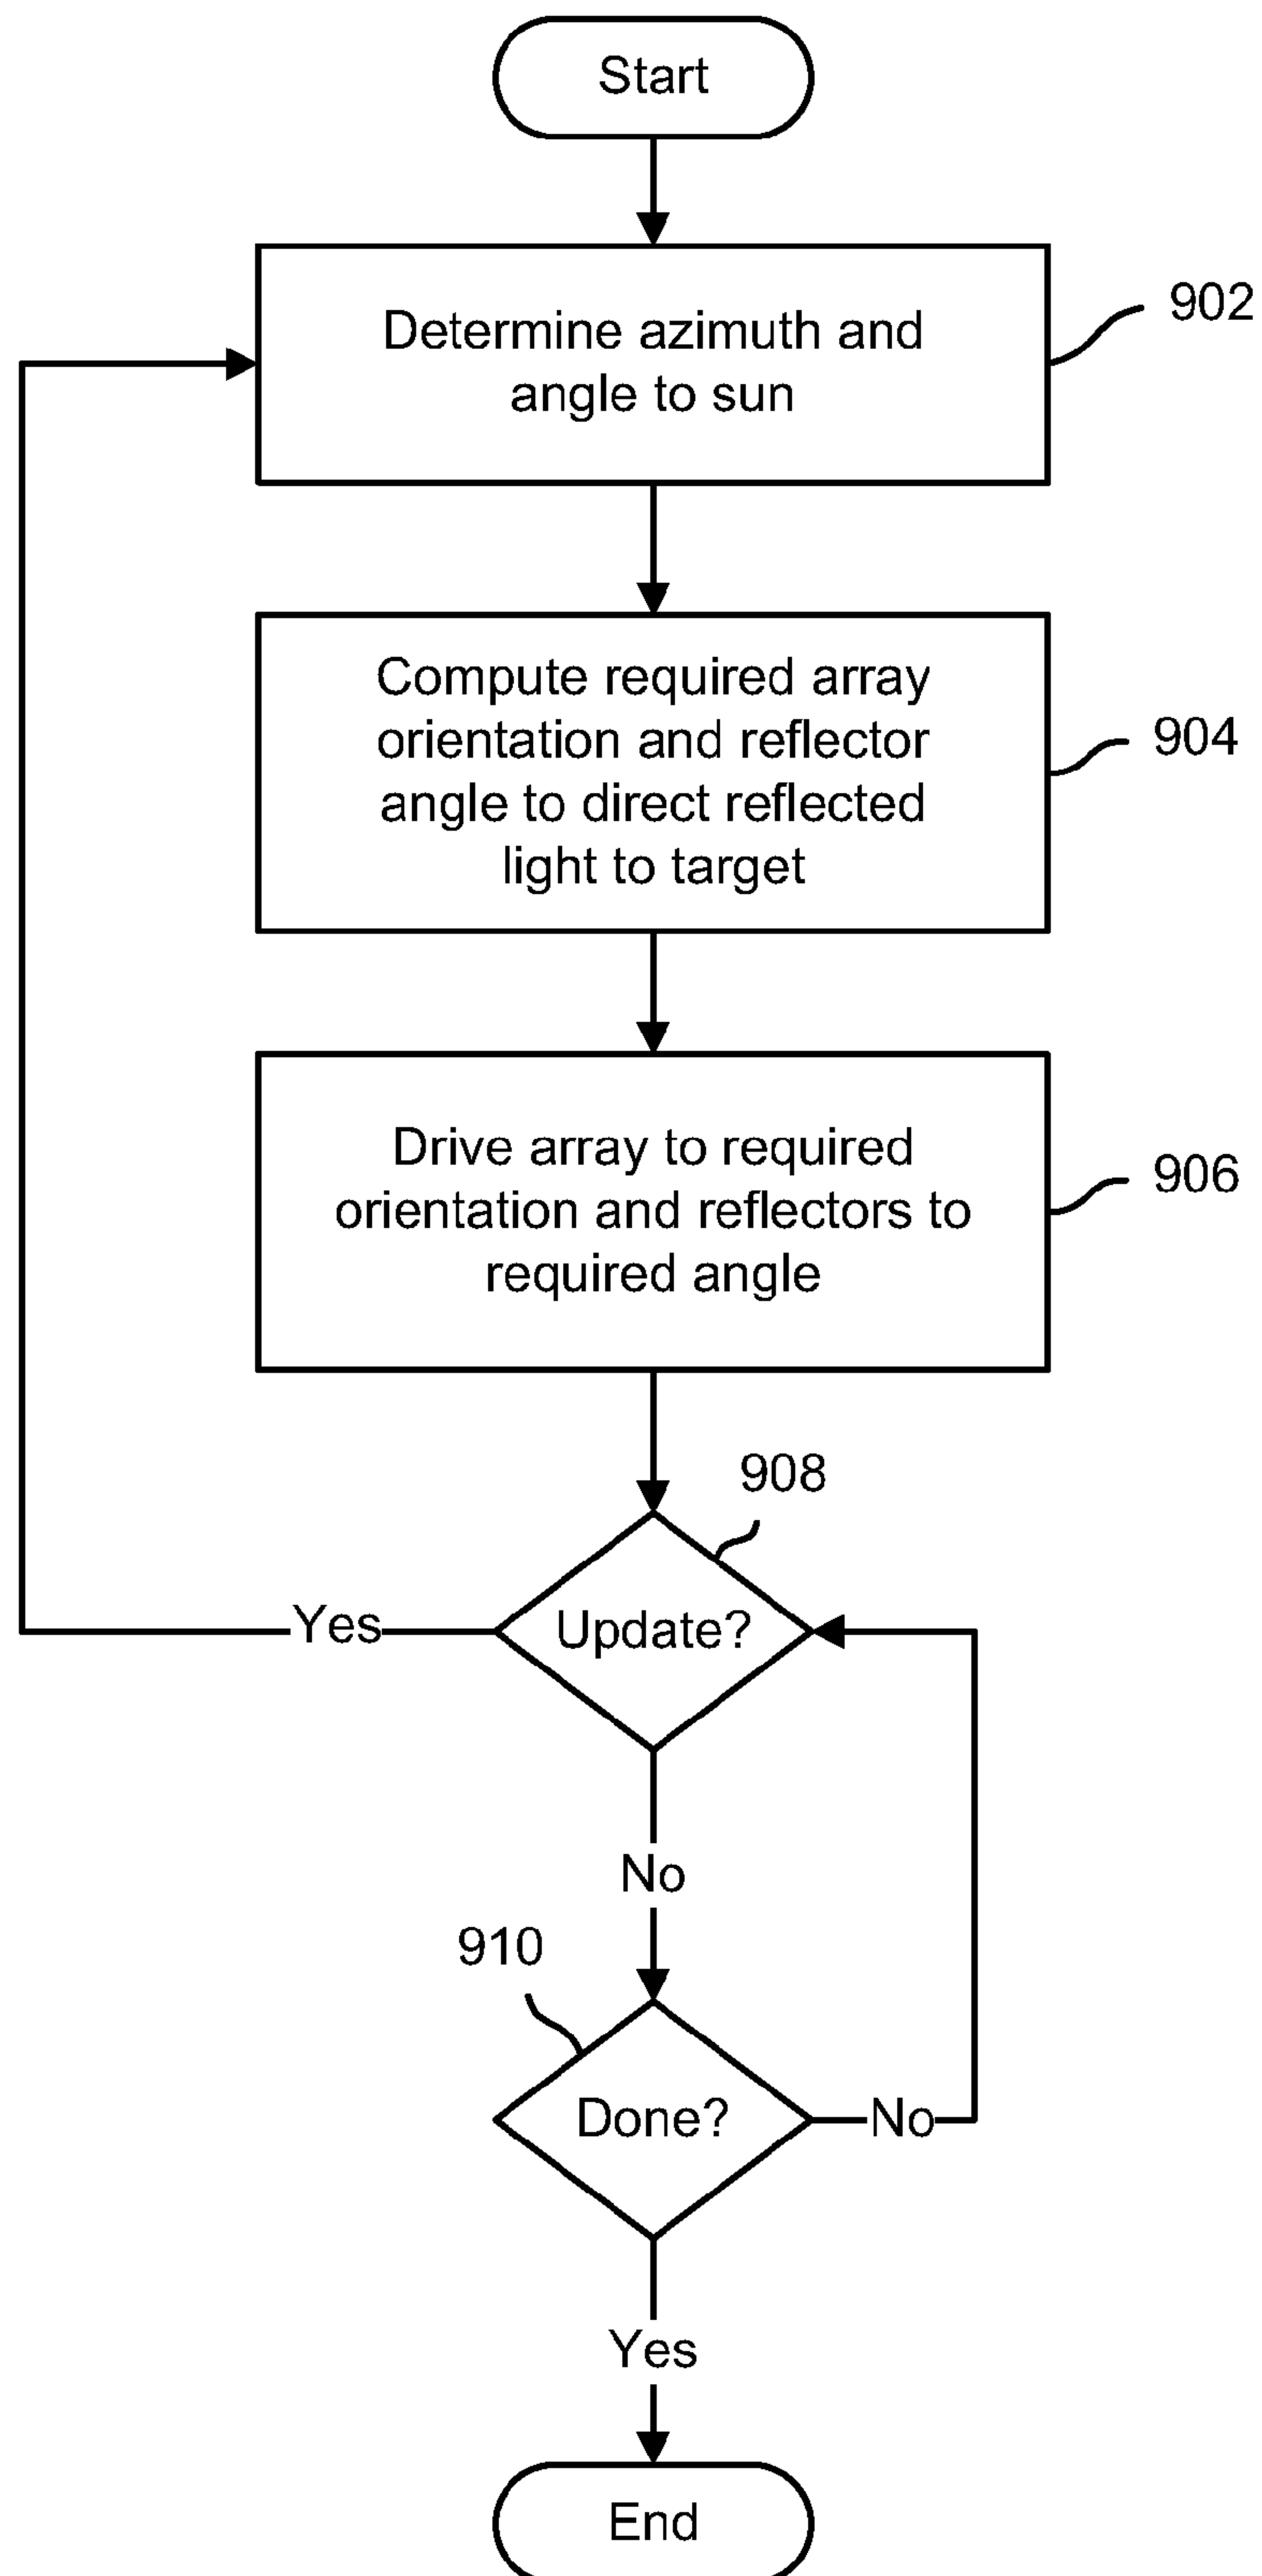 Start
Determine azimuth and
angle to sun
902
Compute required array
orientation and reflector
angle to direct reflected
light to target
904
Drive array to required
orientation and reflectors to
required angle
906
908
Update?
Yes
No
910
Done?
No
Yes
End